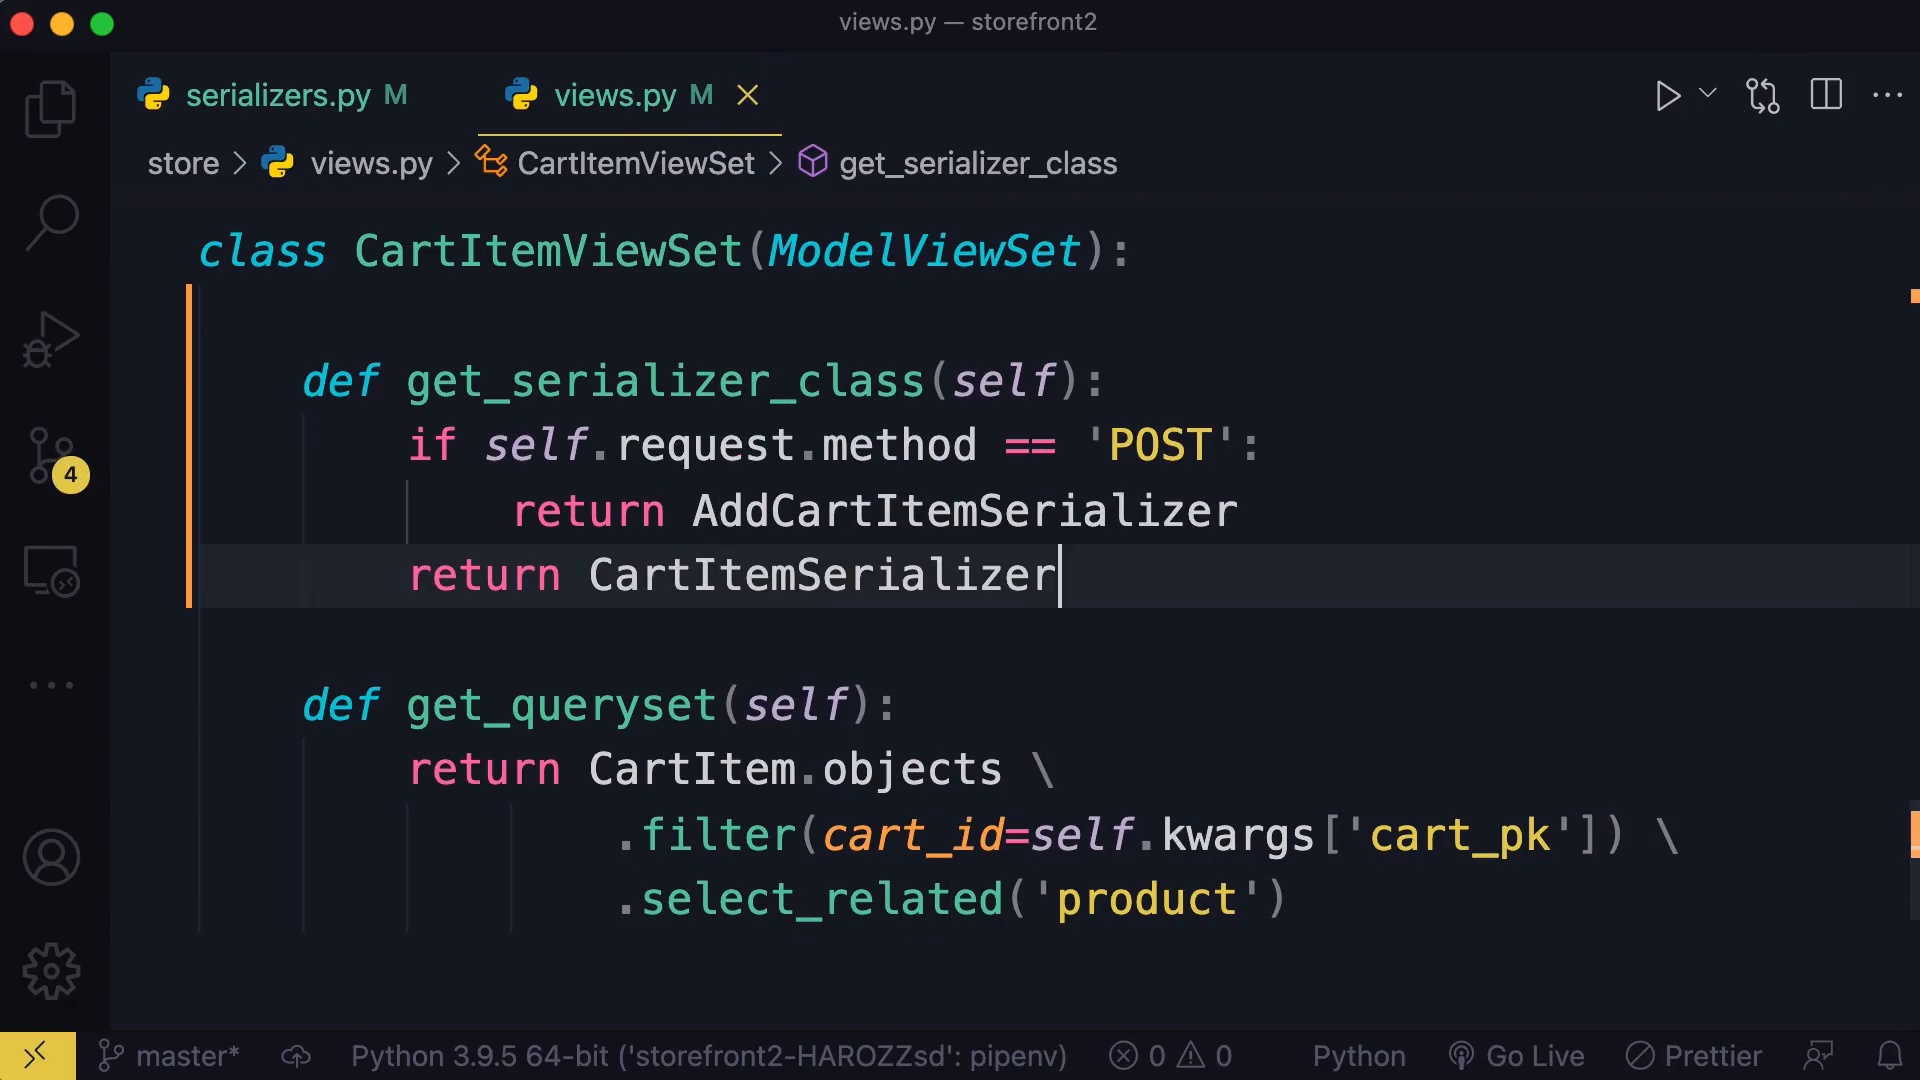 views.py — storefront2
serializers.py M
views.py M
store > views.py > CartItemViewSet > get_serializer_class
class CartItemViewSet(ModelViewSet):
def get_serializer_class(self):
if self.request.method == 'POST':
return AddCartItemSerializer
return CartItemSerializer
def get_queryset(self):
return CartItem.objects \
.filter(cart_id=self.kwargs['cart_pk']) \
.select_related('product')
4
master* Python 3.9.5 64-bit ('storefront2-HAROZZsd': pipenv) 0 0 Python Go Live Prettier